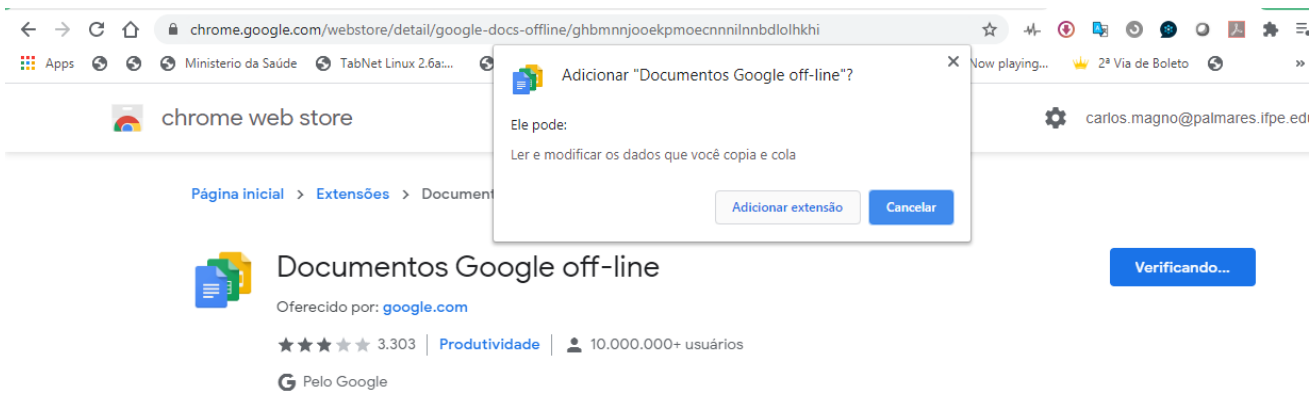 chrome.google.com/webstore/detail/google-docs-offline/ghbmnnjooekpmoecnnnilnnbdlolhkhi
Apps Ministerio da Saúde TabNet Linux 2.6a:... Now playing... 2ª Via de Boleto »
Adicionar "Documentos Google off-line"?
Ele pode:
Ler e modificar os dados que você copia e cola
Adicionar extensão Cancelar
chrome web store carlos.magno@palmares.ifpe.edu
Página inicial > Extensões > Document
Documentos Google off-line
Verificando...
Oferecido por: google.com
3.303 Produtividade 10.000.000+ usuários
Pelo Google